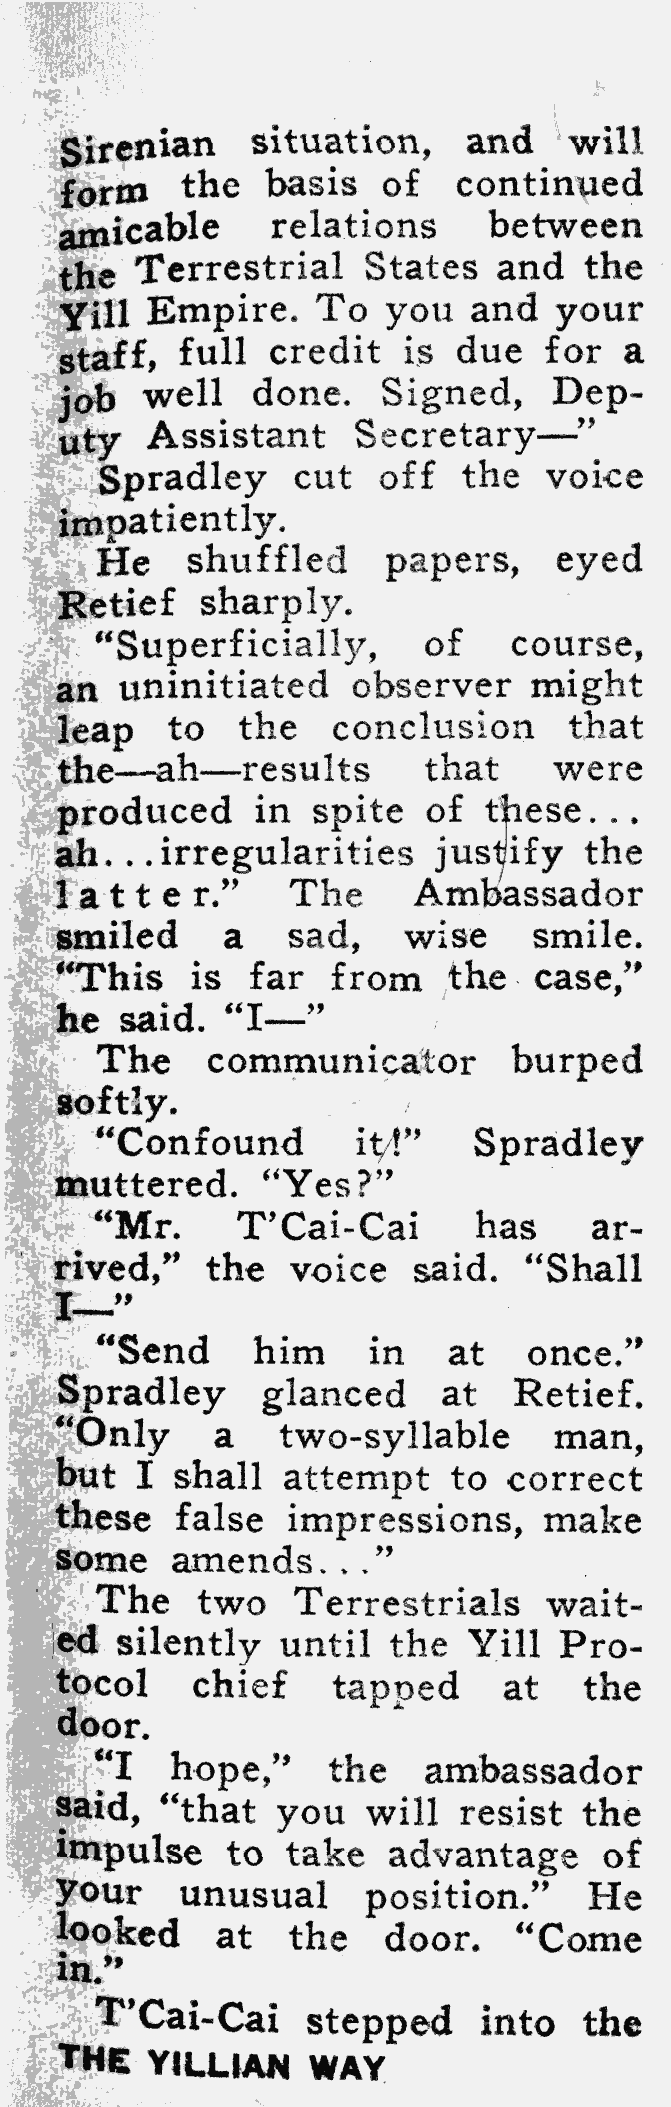 Sirenian situation, and will
form the basis of continued
amicable relations between
the Terrestrial States and the
Yill Empire. To you and your
staff, full credit is due for a
job well done. Signed, Dep-
uty Assistant Secretary—”
Spradley cut off the voice
impatiently.
He shuffled papers, eyed
Retief sharply.
“Superficially, of course,
an uninitiated observer might
leap to the conclusion that
the—ah—results that were
produced in spite of these...
ah...irregularities justify the
latter.” The Ambassador
smiled a sad, wise smile.
“This is far from the case,”
he said. “I—”
The communicator burped
softly.
“Confound it!” Spradley
muttered. “Yes?”
“Mr. T’Cai-Cai has ar-
rived,” the voice said. “Shall
I—”
“Send him in at once.”
Spradley glanced at Retief.
“Only a two-syllable man,
but I shall attempt to correct
these false impressions, make
some amends...”
The two Terrestrials wait-
ed silently until the Yill Pro-
tocol chief tapped at the
door.
“I hope,” the ambassador
said, “that you will resist the
impulse to take advantage of
your unusual position.” He
looked at the door. “Come
in.”
T’Cai-Cai stepped into the
THE YILLIAN WAY